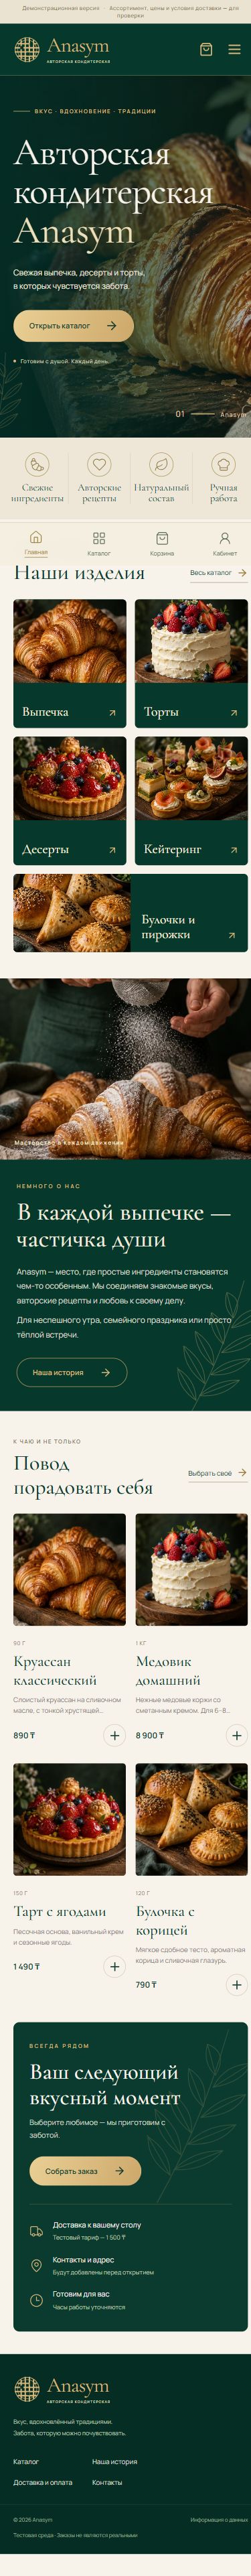 Демонстрационная версия · Ассортимент, цены и условия доставки — для
проверки
Anasym
АВТОРСКАЯ КОНДИТЕРСКАЯ
ВКУС · ВДОХНОВЕНИЕ · ТРАДИЦИИ
Авторская
кондитерская
Anasym
Свежая выпечка, десерты и торты,
в которых чувствуется забота.
Открыть каталог
Готовим с душой. Каждый день.
01 Anasym
Свежие
ингредиенты
Авторские
рецепты
Натуральный
состав
Ручная
работа
Главная
Каталог
Корзина
Кабинет
Наши изделия
Весь каталог
Выпечка
Торты
Десерты
Кейтеринг
Булочки и
пирожки
Мастерство в каждом движении
НЕМНОГО О НАС
В каждой выпечке —
частичка души
Anasym — место, где простые ингредиенты становятся
чем-то особенным. Мы соединяем знакомые вкусы,
авторские рецепты и любовь к своему делу.
Для неспешного утра, семейного праздника или просто
тёплой встречи.
Наша история
К ЧАЮ И НЕ ТОЛЬКО
Повод
порадовать себя
Выбрать своё
90 Г
Круассан
классический
Слоистый круассан на сливочном
масле, с тонкой хрустящей…
890 ₸
1 КГ
Медовик
домашний
Нежные медовые коржи со
сметанным кремом. Для 6–8…
8 900 ₸
150 Г
Тарт с ягодами
Песочная основа, ванильный крем
и сезонные ягоды.
1 490 ₸
120 Г
Булочка с
корицей
Мягкое сдобное тесто, ароматная
корица и сливочная глазурь.
790 ₸
ВСЕГДА РЯДОМ
Ваш следующий
вкусный момент
Выберите любимое — мы приготовим с
заботой.
Собрать заказ
Доставка к вашему столу
Тестовый тариф — 1 500 ₸
Контакты и адрес
Будут добавлены перед открытием
Готовим для вас
Часы работы уточняются
Anasym
АВТОРСКАЯ КОНДИТЕРСКАЯ
Вкус, вдохновлённый традициями.
Забота, которую можно почувствовать.
Каталог
Наша история
Доставка и оплата
Контакты
© 2026 Anasym
Информация о данных
Тестовая среда · Заказы не являются реальными